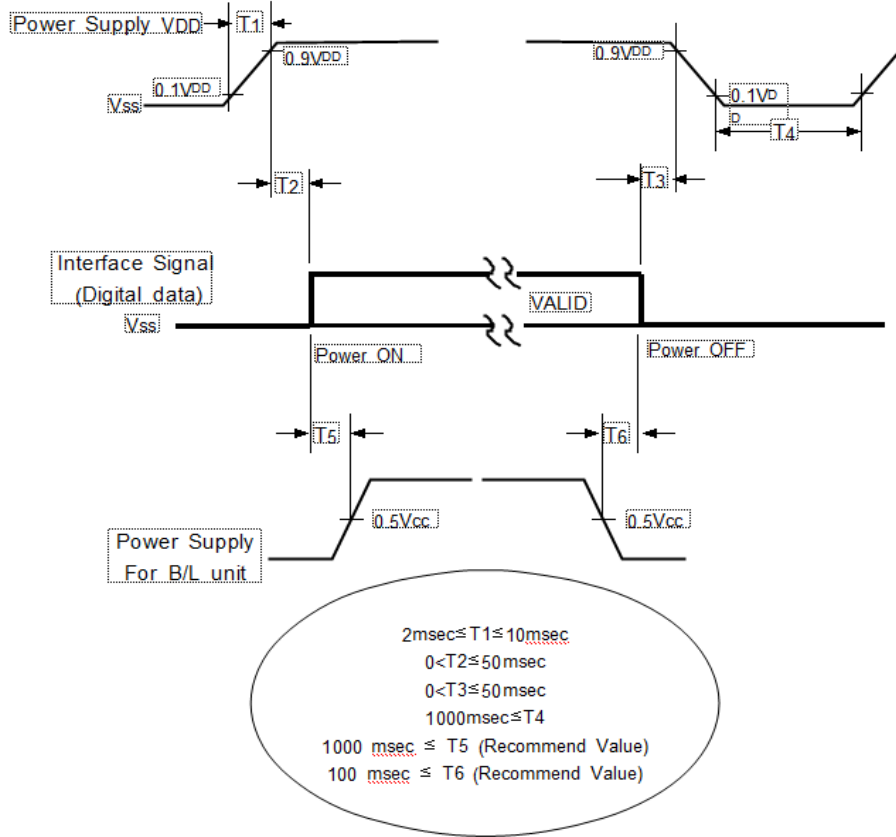 Power Supply VDD
T1
0.9VDD
0.9VDD
0.1VDD
0.1VD
D
Vss
T4
T2
T3
Interface Signal
(Digital data)
VALID
Vss
Power ON
Power OFF
T5
T6
0.5Vcc
0.5Vcc
Power Supply
For B/L unit
2msec≤T1≤10msec
0<T2≤50msec
0<T3≤50msec
1000msec≤T4
1000 msec ≤ T5 (Recommend Value)
100 msec ≤ T6 (Recommend Value)